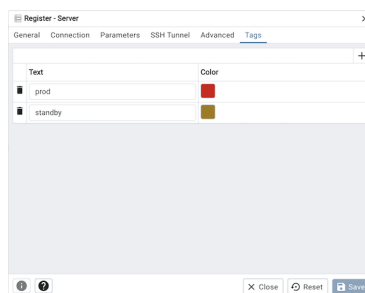 Register - Server
General Connection Parameters SSH Tunnel Advanced Tags
Text Color
prod
standby
Close Reset Save